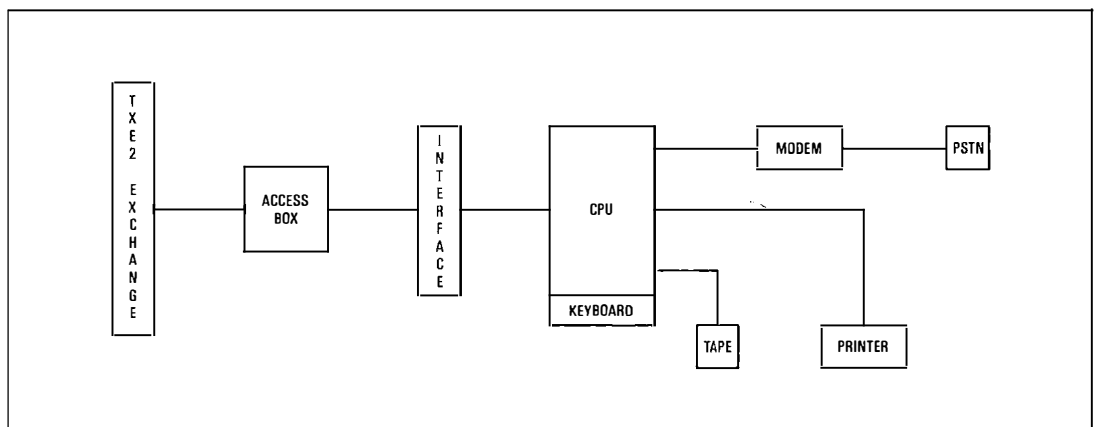 TXE2 EXCHANGE
ACCESS
BOX
INTERFACE
CPU
KEYBOARD
MODEM
PSTN
TAPE
PRINTER